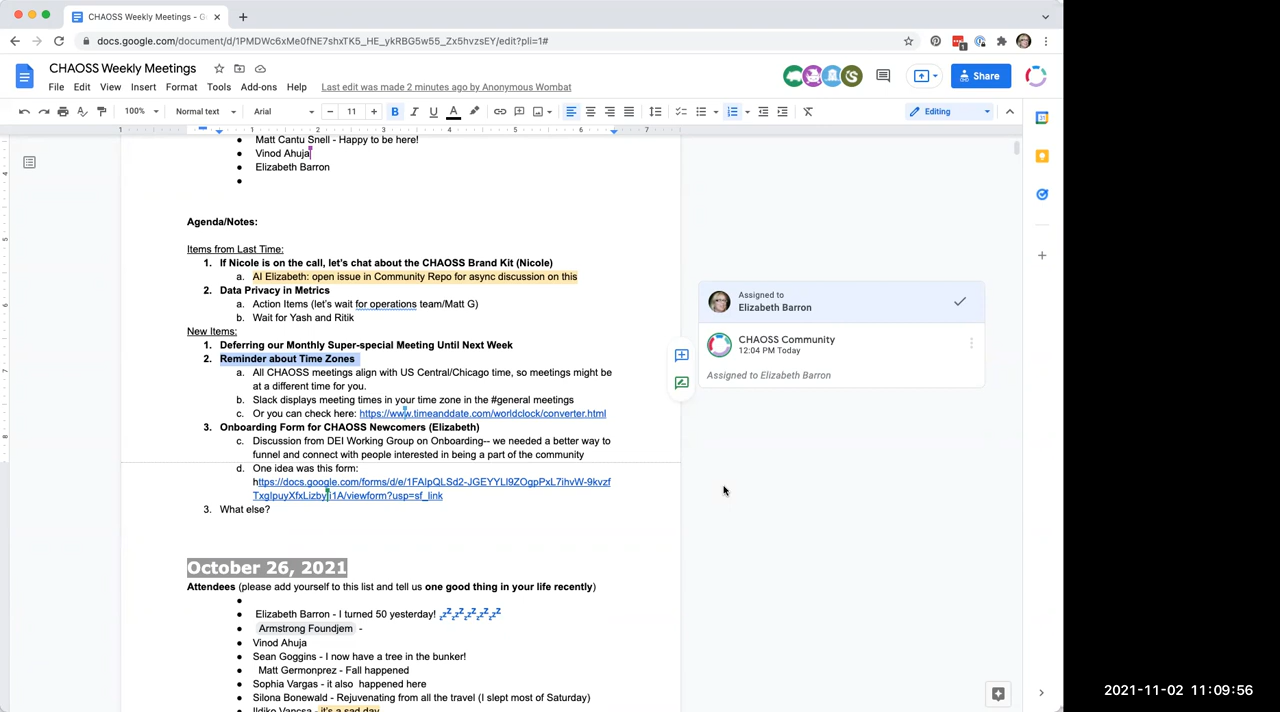 CHAOSS Weekly Meetings - G
docs.google.com/document/d/1PMDWc6xMe0fNE7shxTK5_HE_ykRBG5w55_Zx5hvzsEY/edit?pli=1#
CHAOSS Weekly Meetings
Share
File Edit View Insert Format Tools Add-ons Help Last edit was made 2 minutes ago by Anonymous Wombat
100% Normal text Arial 11 B I U A Editing
1 1 2 3 4 5 6 7
Matt Cantu Snell - Happy to be here!
Vinod Ahuja
Elizabeth Barron
Agenda/Notes:
Items from Last Time:
1. If Nicole is on the call, let's chat about the CHAOSS Brand Kit (Nicole)
a. AI Elizabeth: open issue in Community Repo for async discussion on this
2. Data Privacy in Metrics
a. Action Items (let's wait for operations team/Matt G)
b. Wait for Yash and Ritik
New Items:
1. Deferring our Monthly Super-special Meeting Until Next Week
2. Reminder about Time Zones
a. All CHAOSS meetings align with US Central/Chicago time, so meetings might be
at a different time for you.
b. Slack displays meeting times in your time zone in the #general meetings
c. Or you can check here: https://www.timeanddate.com/worldclock/converter.html
3. Onboarding Form for CHAOSS Newcomers (Elizabeth)
c. Discussion from DEI Working Group on Onboarding-- we needed a better way to
funnel and connect with people interested in being a part of the community
d. One idea was this form:
https://docs.google.com/forms/d/e/1FAIpQLSd2-JGEYYLl9ZOgpPxL7ihvW-9kvzf
3. What else?
October 26, 2021
Attendees (please add yourself to this list and tell us one good thing in your life recently)
Elizabeth Barron - I turned 50 yesterday! 💤💤💤💤💤💤
Armstrong Foundjem -
Vinod Ahuja
Sean Goggins - I now have a tree in the bunker!
Matt Germonprez - Fall happened
Sophia Vargas - it also happened here
Silona Bonewald - Rejuvenating from all the travel (I slept most of Saturday)
Ildiko Vancsa - it's a sad day
Assigned to
Elizabeth Barron
CHAOSS Community
12:04 PM Today
Assigned to Elizabeth Barron
2021-11-02 11:09:56